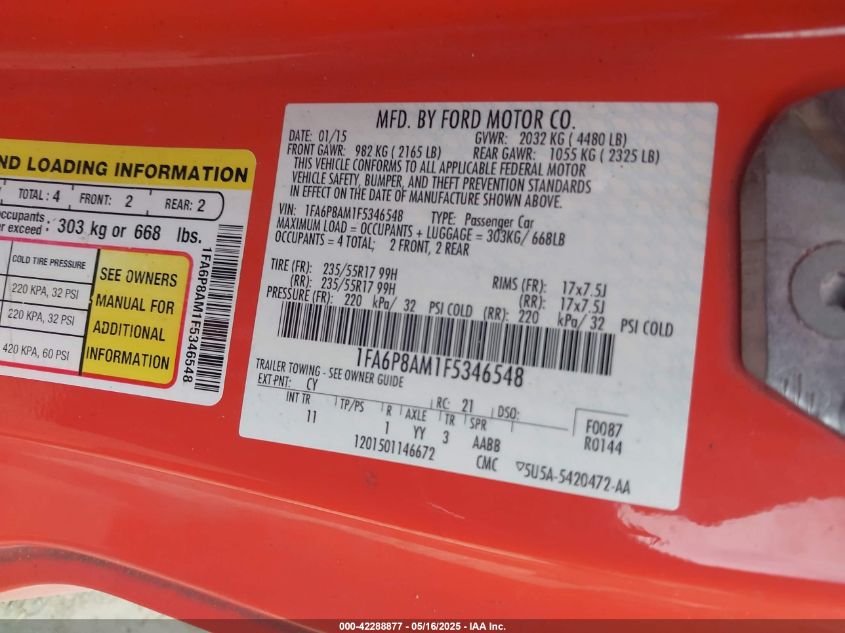 ND LOADING INFORMATION
TOTAL : 4 FRONT: 2 REAR: 2
ccupants
er exceed : 303 kg or 668 lbs.
COLD TIRE PRESSURE
220 KPA, 32 PSI
220 KPA, 32 PSI
420 KPA, 60 PSI
SEE OWNERS
MANUAL FOR
ADDITIONAL
INFORMATION
1FA6P8AM1F5346548
MFD. BY FORD MOTOR CO.
DATE: 01/15 GVWR: 2032 KG ( 4480 LB)
FRONT GAWR: 982 KG ( 2165 LB) REAR GAWR: 1055 KG ( 2325 LB)
THIS VEHICLE CONFORMS TO ALL APPLICABLE FEDERAL MOTOR
VEHICLE SAFETY, BUMPER, AND THEFT PREVENTION STANDARDS
IN EFFECT ON THE DATE OF MANUFACTURE SHOWN ABOVE.
VIN: 1FA6P8AM1F5346548 TYPE: Passenger Car
MAXIMUM LOAD = OCCUPANTS + LUGGAGE = 303KG/ 668LB
OCCUPANTS = 4 TOTAL; 2 FRONT, 2 REAR
TIRE (FR): 235/55R17 99H RIMS (FR): 17x7.5J
(RR): 235/55R17 99H (RR): 17x7.5J
PRESSURE (FR): 220 kPa/ 32 PSI COLD (RR): 220 kPa/ 32 PSI COLD
1FA6P8AM1F5346548
TRAILER TOWING - SEE OWNER GUIDE
EXT PNT: CY RC: 21 DSO:
INT TR TP/PS R AXLE TR SPR F0087
11 1 YY 3 AABB R0144
1201501146672 CMC ▽5U5A-5420472-AA
000-42288877 - 05/16/2025 - IAA Inc.